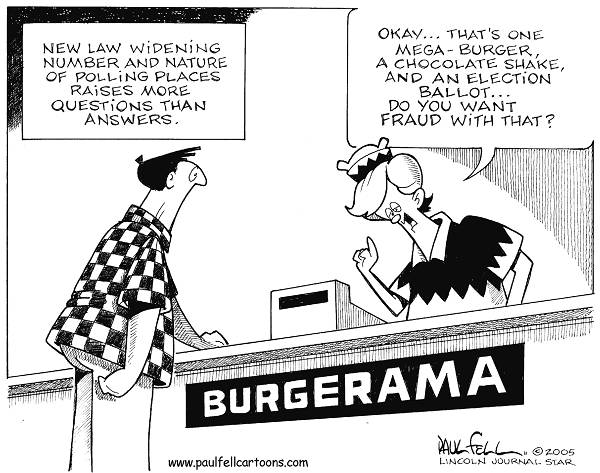 NEW LAW WIDENING
NUMBER AND NATURE
OF POLLING PLACES
RAISES MORE
QUESTIONS THAN
ANSWERS.
OKAY... THAT'S ONE
MEGA-BURGER,
A CHOCOLATE SHAKE,
AND AN ELECTION
BALLOT...
DO YOU WANT
FRAUD WITH THAT?
BURGERAMA
PAUL FELL © 2005
LINCOLN JOURNAL STAR
www.paulfellcartoons.com